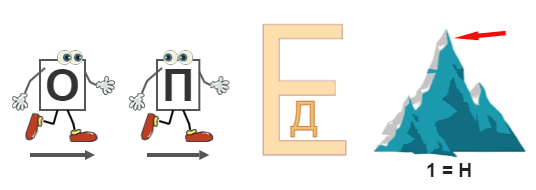 О П Е
Д
1 = Н